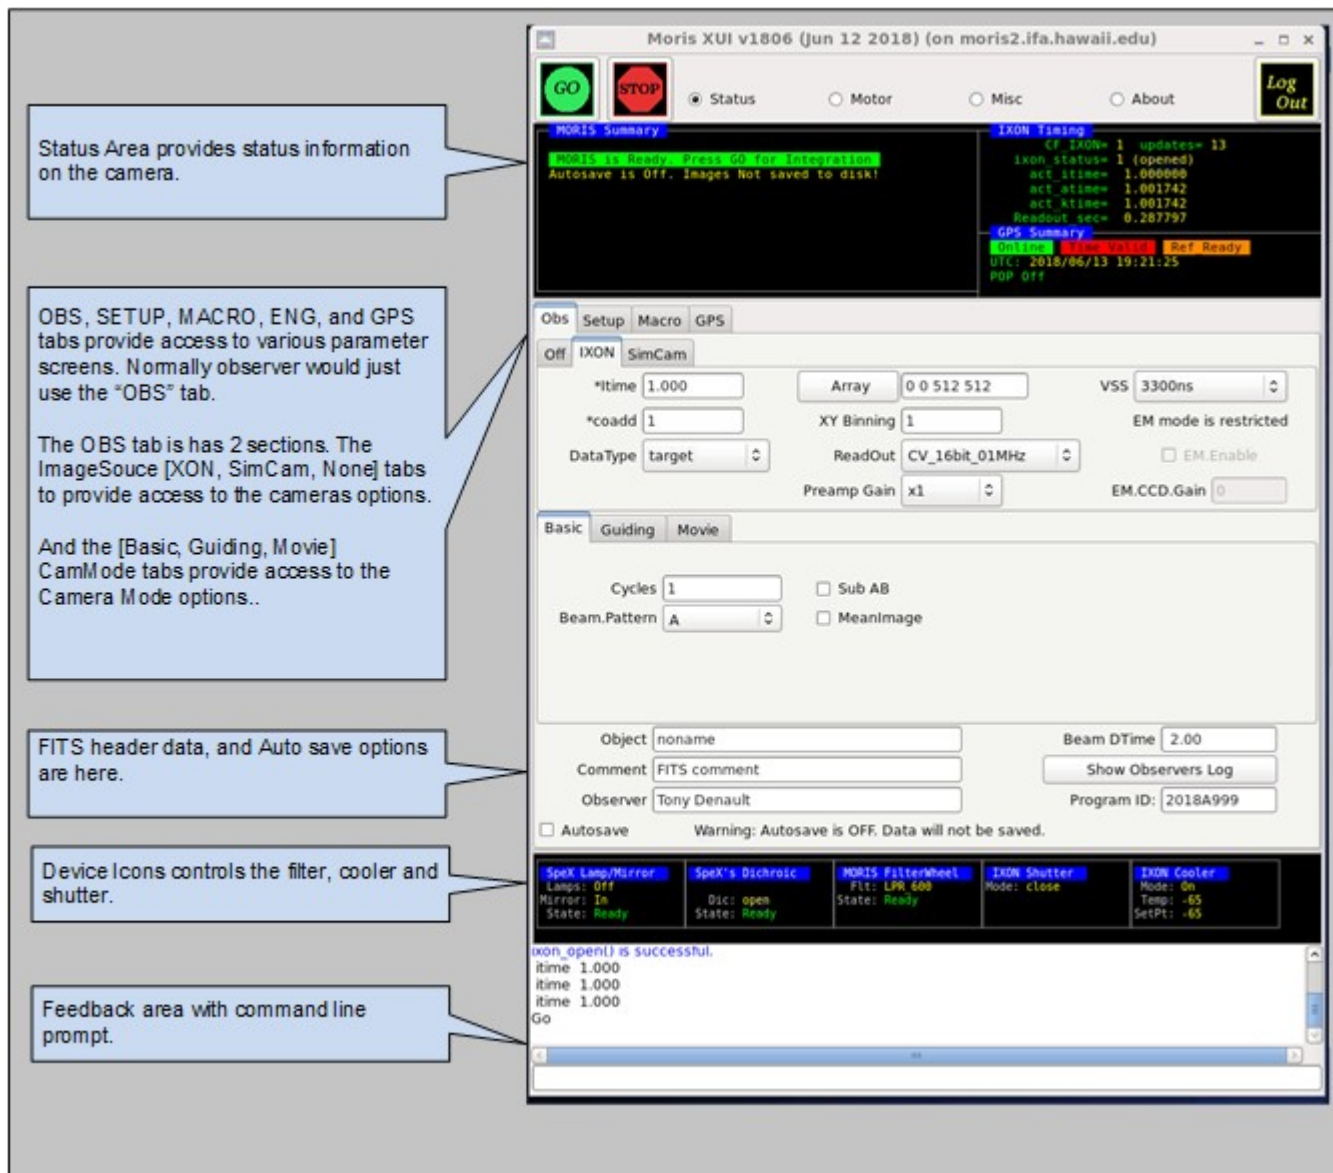 Moris XUI v1806 (Jun 12 2018) (on moris2.ifa.hawaii.edu)
GO
STOP
Status
Motor
Misc
About
Log
Out
Status Area provides status information
on the camera.
MORIS Summary
MORIS is Ready. Press GO for Integration
Autosave is Off. Images Not saved to disk!
IXON Timing
CF_IXON= 1 updates= 13
ixon_status= 1 (opened)
act_itime= 1.000000
act_atime= 1.001742
act_ktime= 1.001742
Readout_sec= 0.287797
GPS Summary
Online Time Valid Ref Ready
UTC: 2018/06/13 19:21:25
POP Off
OBS, SETUP, MACRO, ENG, and GPS
tabs provide access to various parameter
screens. Normally observer would just
use the “OBS” tab.
The OBS tab is has 2 sections. The
ImageSouce [XON, SimCam, None] tabs
to provide access to the cameras options.
And the [Basic, Guiding, Movie]
CamMode tabs provide access to the
Camera Mode options..
Obs Setup Macro GPS
Off IXON SimCam
*Itime 1.000 Array 0 0 512 512 VSS 3300ns
*coadd 1 XY Binning 1 EM mode is restricted
DataType target ReadOut CV_16bit_01MHz EM.Enable
Preamp Gain x1 EM.CCD.Gain 0
Basic Guiding Movie
Cycles 1 Sub AB
Beam.Pattern A MeanImage
FITS header data, and Auto save options
are here.
Object noname Beam DTime 2.00
Comment FITS comment Show Observers Log
Observer Tony Denault Program ID: 2018A999
Autosave Warning: Autosave is OFF. Data will not be saved.
Device Icons controls the filter, cooler and
shutter.
SpeX Lamp/Mirror
Lamps: Off
Mirror: In
State: Ready
SpeX's Dichroic
Dic: open
State: Ready
MORIS FilterWheel
Flt: LPR_600
State: Ready
IXON Shutter
Mode: close
IXON Cooler
Mode: On
Temp: -65
SetPt: -65
Feedback area with command line
prompt.
ixon_open() is successful.
itime 1.000
itime 1.000
itime 1.000
Go